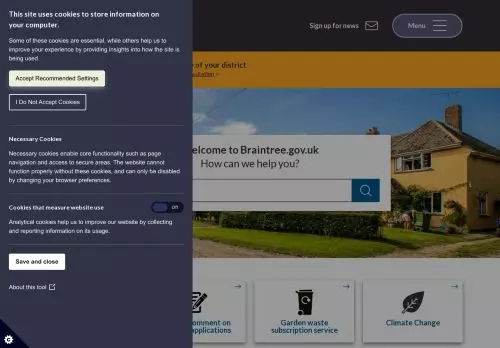 This site uses cookies to store information on
your computer.
Some of these cookies are essential, while others help us to
improve your experience by providing insights into how the site is
being used.
Accept Recommended Settings
I Do Not Accept Cookies
Necessary Cookies
Necessary cookies enable core functionality such as page
navigation and access to secure areas. The website cannot
function properly without these cookies, and can only be disabled
by changing your browser preferences.
Cookies that measure website use
on
Analytical cookies help us to improve our website by collecting
and reporting information on its usage.
Save and close
About this tool
Sign up for news
Menu
of your district
elcome to Braintree.gov.uk
How can we help you?
omment on
applications
Garden waste
subscription service
Climate Change